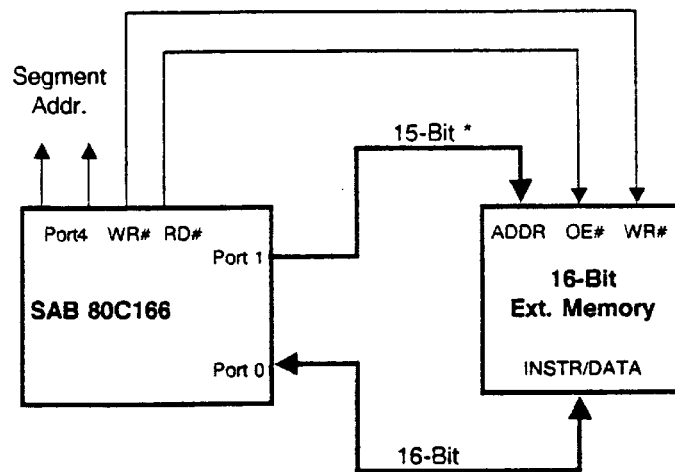 Segment
Addr.
15-Bit *
Port4 WR# RD#
Port 1
SAB 80C166
Port 0
ADDR OE# WR#
16-Bit
Ext. Memory
INSTR/DATA
16-Bit